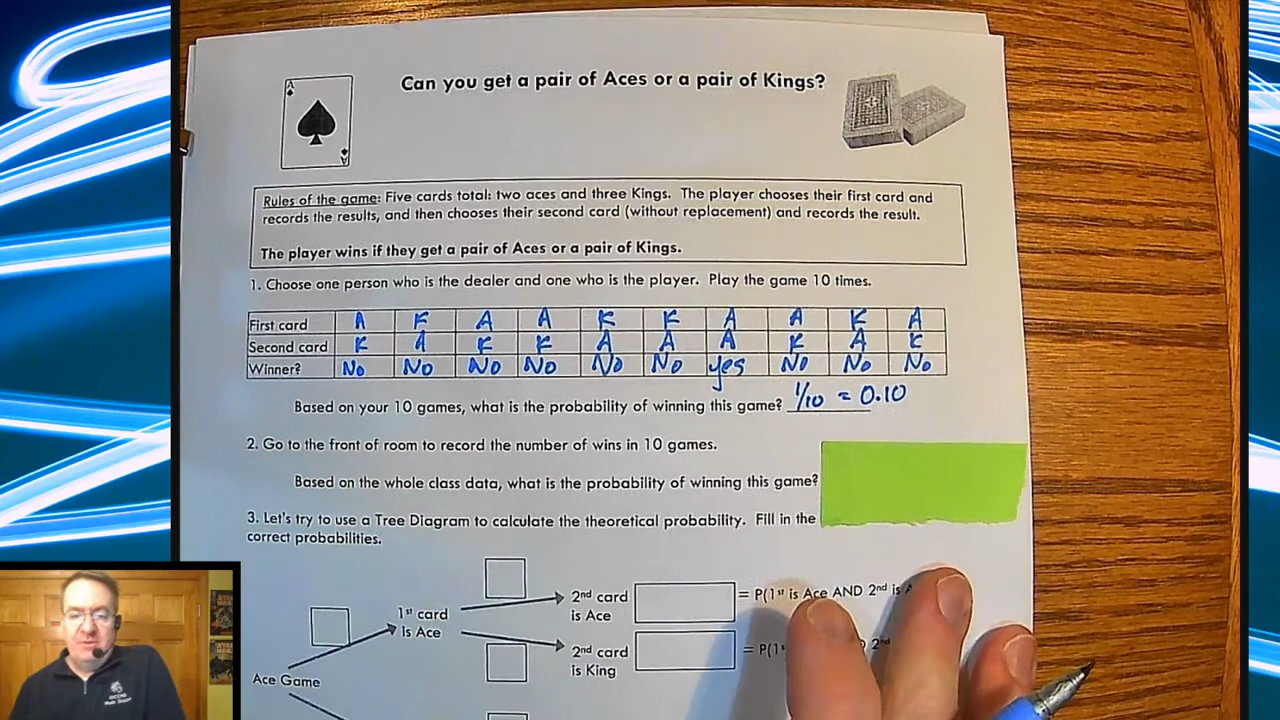 Can you get a pair of Aces or a pair of Kings?
A
A
Rules of the game: Five cards total: two aces and three Kings. The player chooses their first card and
records the results, and then chooses their second card (without replacement) and records the result.
The player wins if they get a pair of Aces or a pair of Kings.
1. Choose one person who is the dealer and one who is the player. Play the game 10 times.
First card A K A A K K A A K A
Second card K A K K A A A K A K
Winner? No No No No No No yes No No No
Based on your 10 games, what is the probability of winning this game? 1/10 = 0.10
2. Go to the front of room to record the number of wins in 10 games.
Based on the whole class data, what is the probability of winning this game?
3. Let's try to use a Tree Diagram to calculate the theoretical probability. Fill in the
correct probabilities.
2nd card = P(1st is Ace AND 2nd is
is Ace
1st card
is Ace
2nd card = P(1 2nd
is King
Ace Game